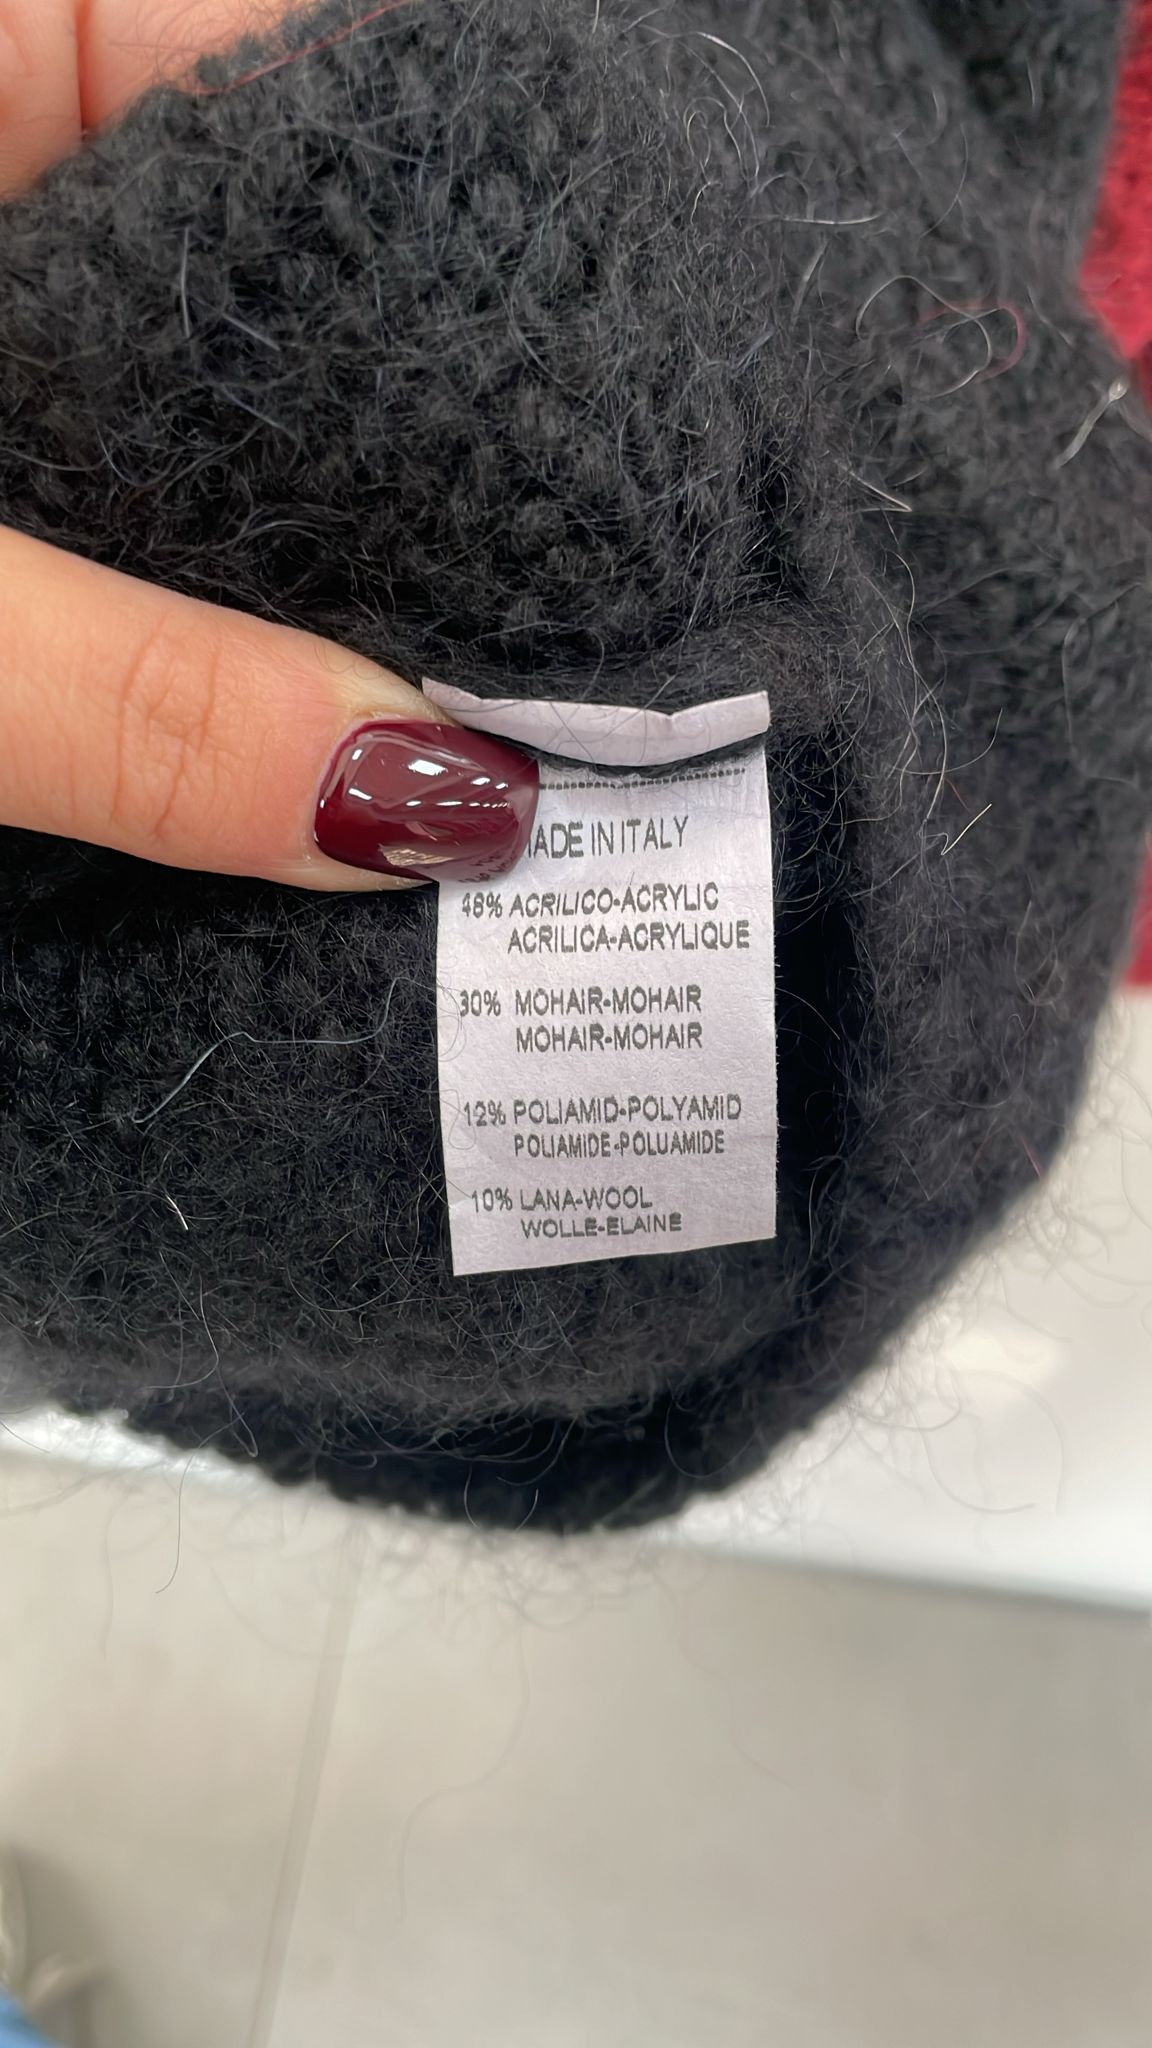 MADE IN ITALY
48% ACRILICO-ACRYLIC
ACRILICA-ACRYLIQUE
30% MOHAIR-MOHAIR
MOHAIR-MOHAIR
12% POLIAMID-POLYAMID
POLIAMIDE-POLUAMIDE
10% LANA-WOOL
WOLLE-ELAINE